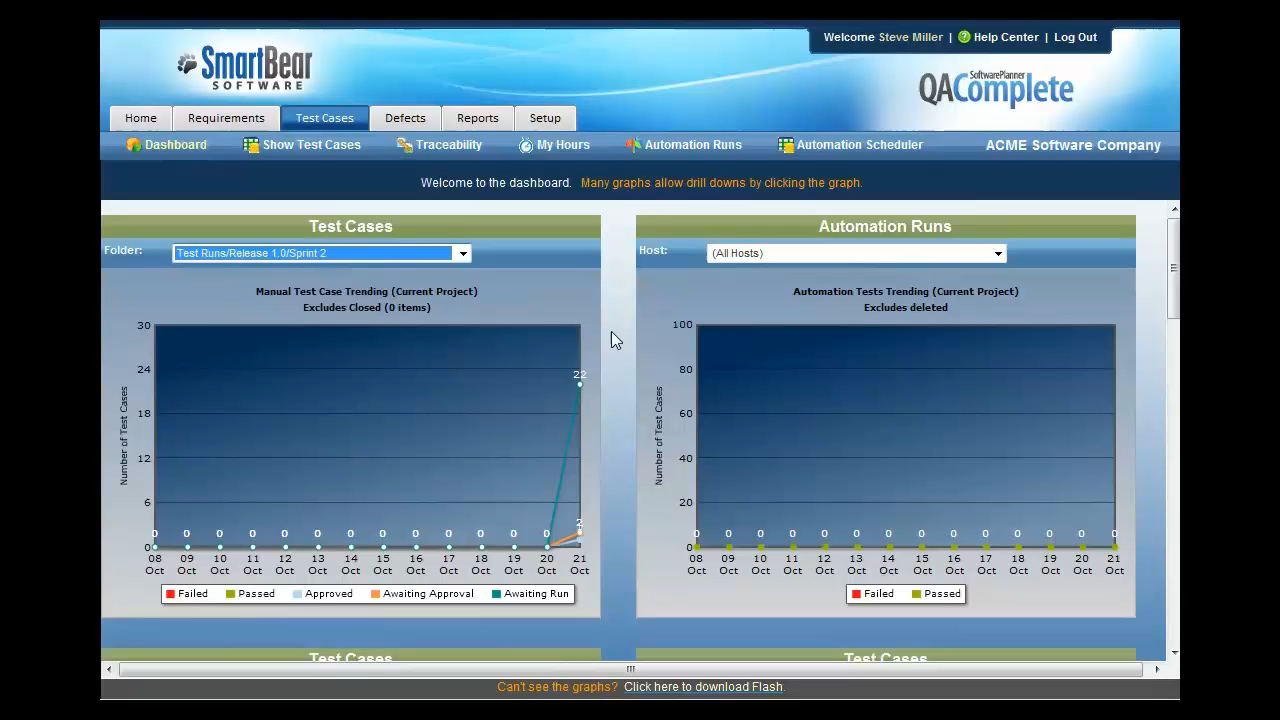 Welcome Steve Miller | Help Center | Log Out
SmartBear
SOFTWARE
SoftwarePlanner
QAComplete
Home Requirements Test Cases Defects Reports Setup
Dashboard Show Test Cases Traceability My Hours Automation Runs Automation Scheduler ACME Software Company
Welcome to the dashboard. Many graphs allow drill downs by clicking the graph.
Test Cases
Folder: Test Runs/Release 1.0/Sprint 2
Manual Test Case Trending (Current Project)
Excludes Closed (0 items)
Number of Test Cases
30
24
18
12
6
0
22
2
0 0 0 0 0 0 0 0 0 0 0 0 0
08 09 10 11 12 13 14 15 16 17 18 19 20 21
Oct Oct Oct Oct Oct Oct Oct Oct Oct Oct Oct Oct Oct Oct
Failed Passed Approved Awaiting Approval Awaiting Run
Automation Runs
Host: (All Hosts)
Automation Tests Trending (Current Project)
Excludes deleted
Number of Test Cases
100
80
60
40
20
0
0 0 0 0 0 0 0 0 0 0 0 0 0 0
08 09 10 11 12 13 14 15 16 17 18 19 20 21
Oct Oct Oct Oct Oct Oct Oct Oct Oct Oct Oct Oct Oct Oct
Failed Passed
Test Cases
Test Cases
Can't see the graphs? Click here to download Flash.